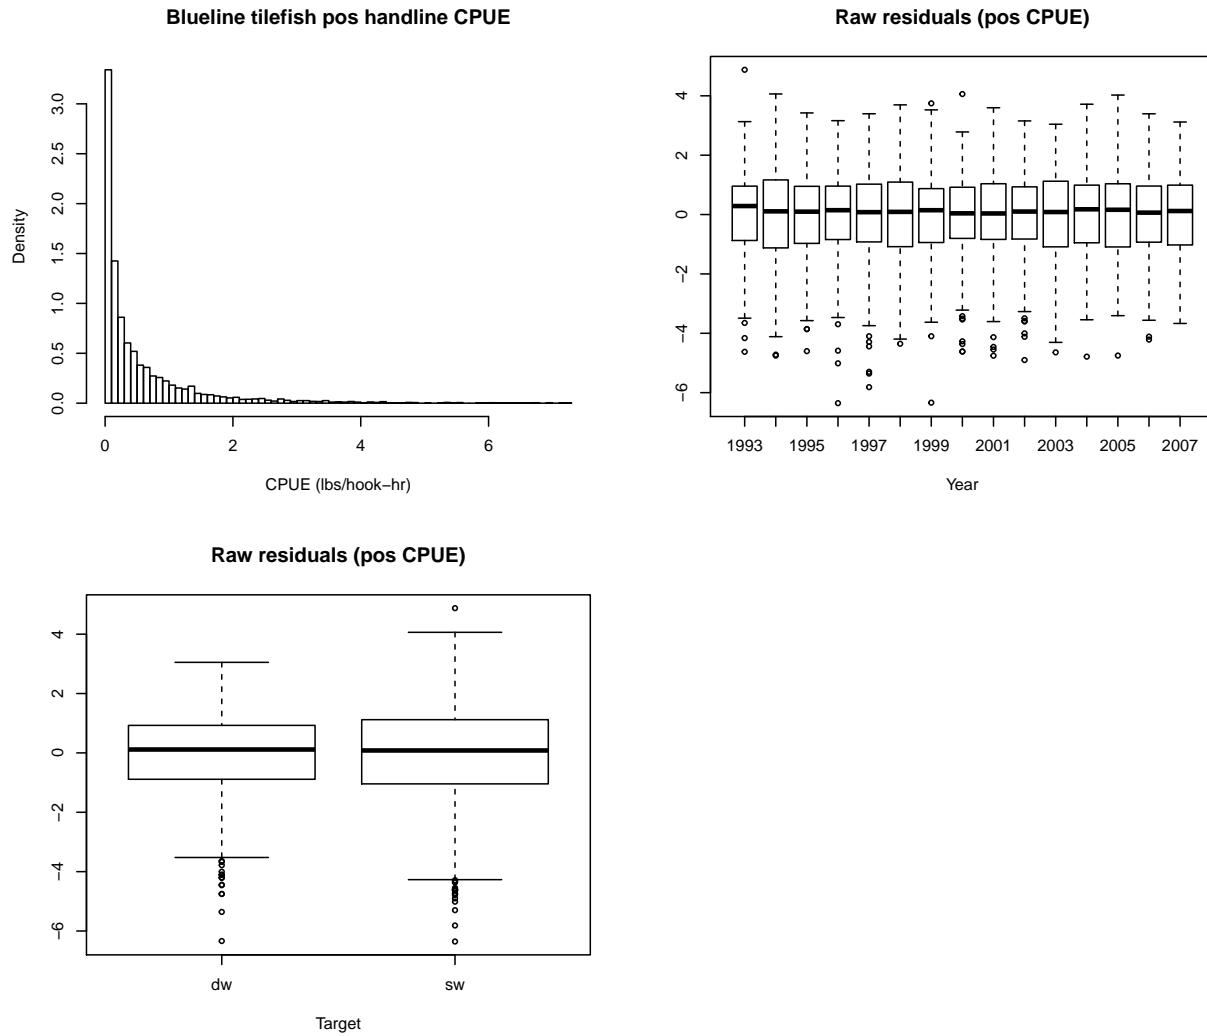 Blueline tilefish pos handline CPUE
Density
0.0 0.5 1.0 1.5 2.0 2.5 3.0
0 2 4 6
CPUE (lbs/hook−hr)
Raw residuals (pos CPUE)
−6 −4 −2 0 2 4
1993 1995 1997 1999 2001 2003 2005 2007
Year
Raw residuals (pos CPUE)
−6 −4 −2 0 2 4
dw sw
Target